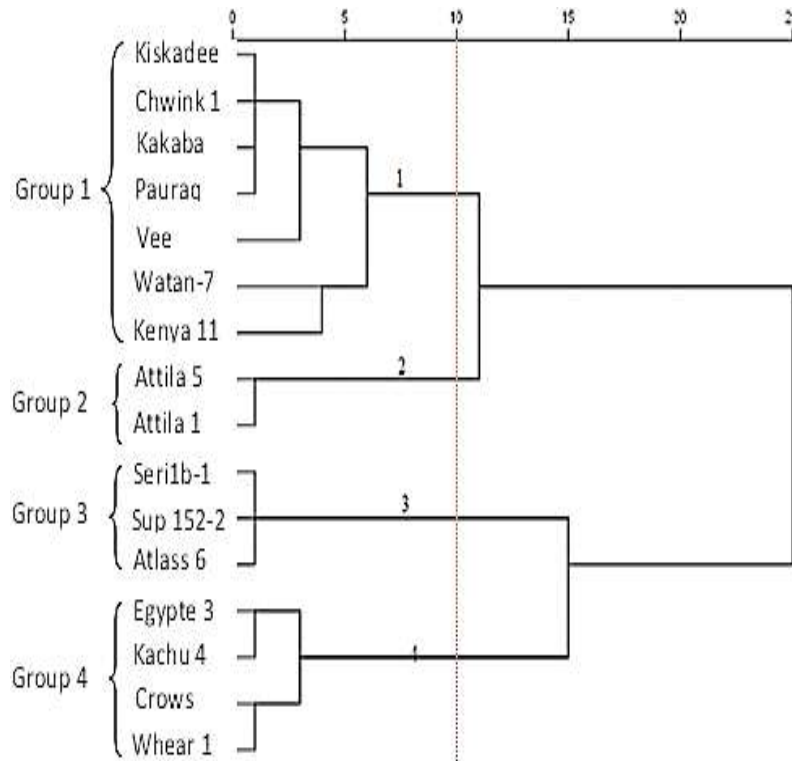 0 5 10 15 20 25
Kiskadee
Chwink 1
Kakaba
Group 1
Pauraq
1
Vee
Watan-7
Kenya 11
Attila 5
2
Group 2
Attila 1
Seri1b-1
3
Group 3
Sup 152-2
Atlass 6
Egypte 3
Kachu 4
4
Group 4
Crows
Whear 1